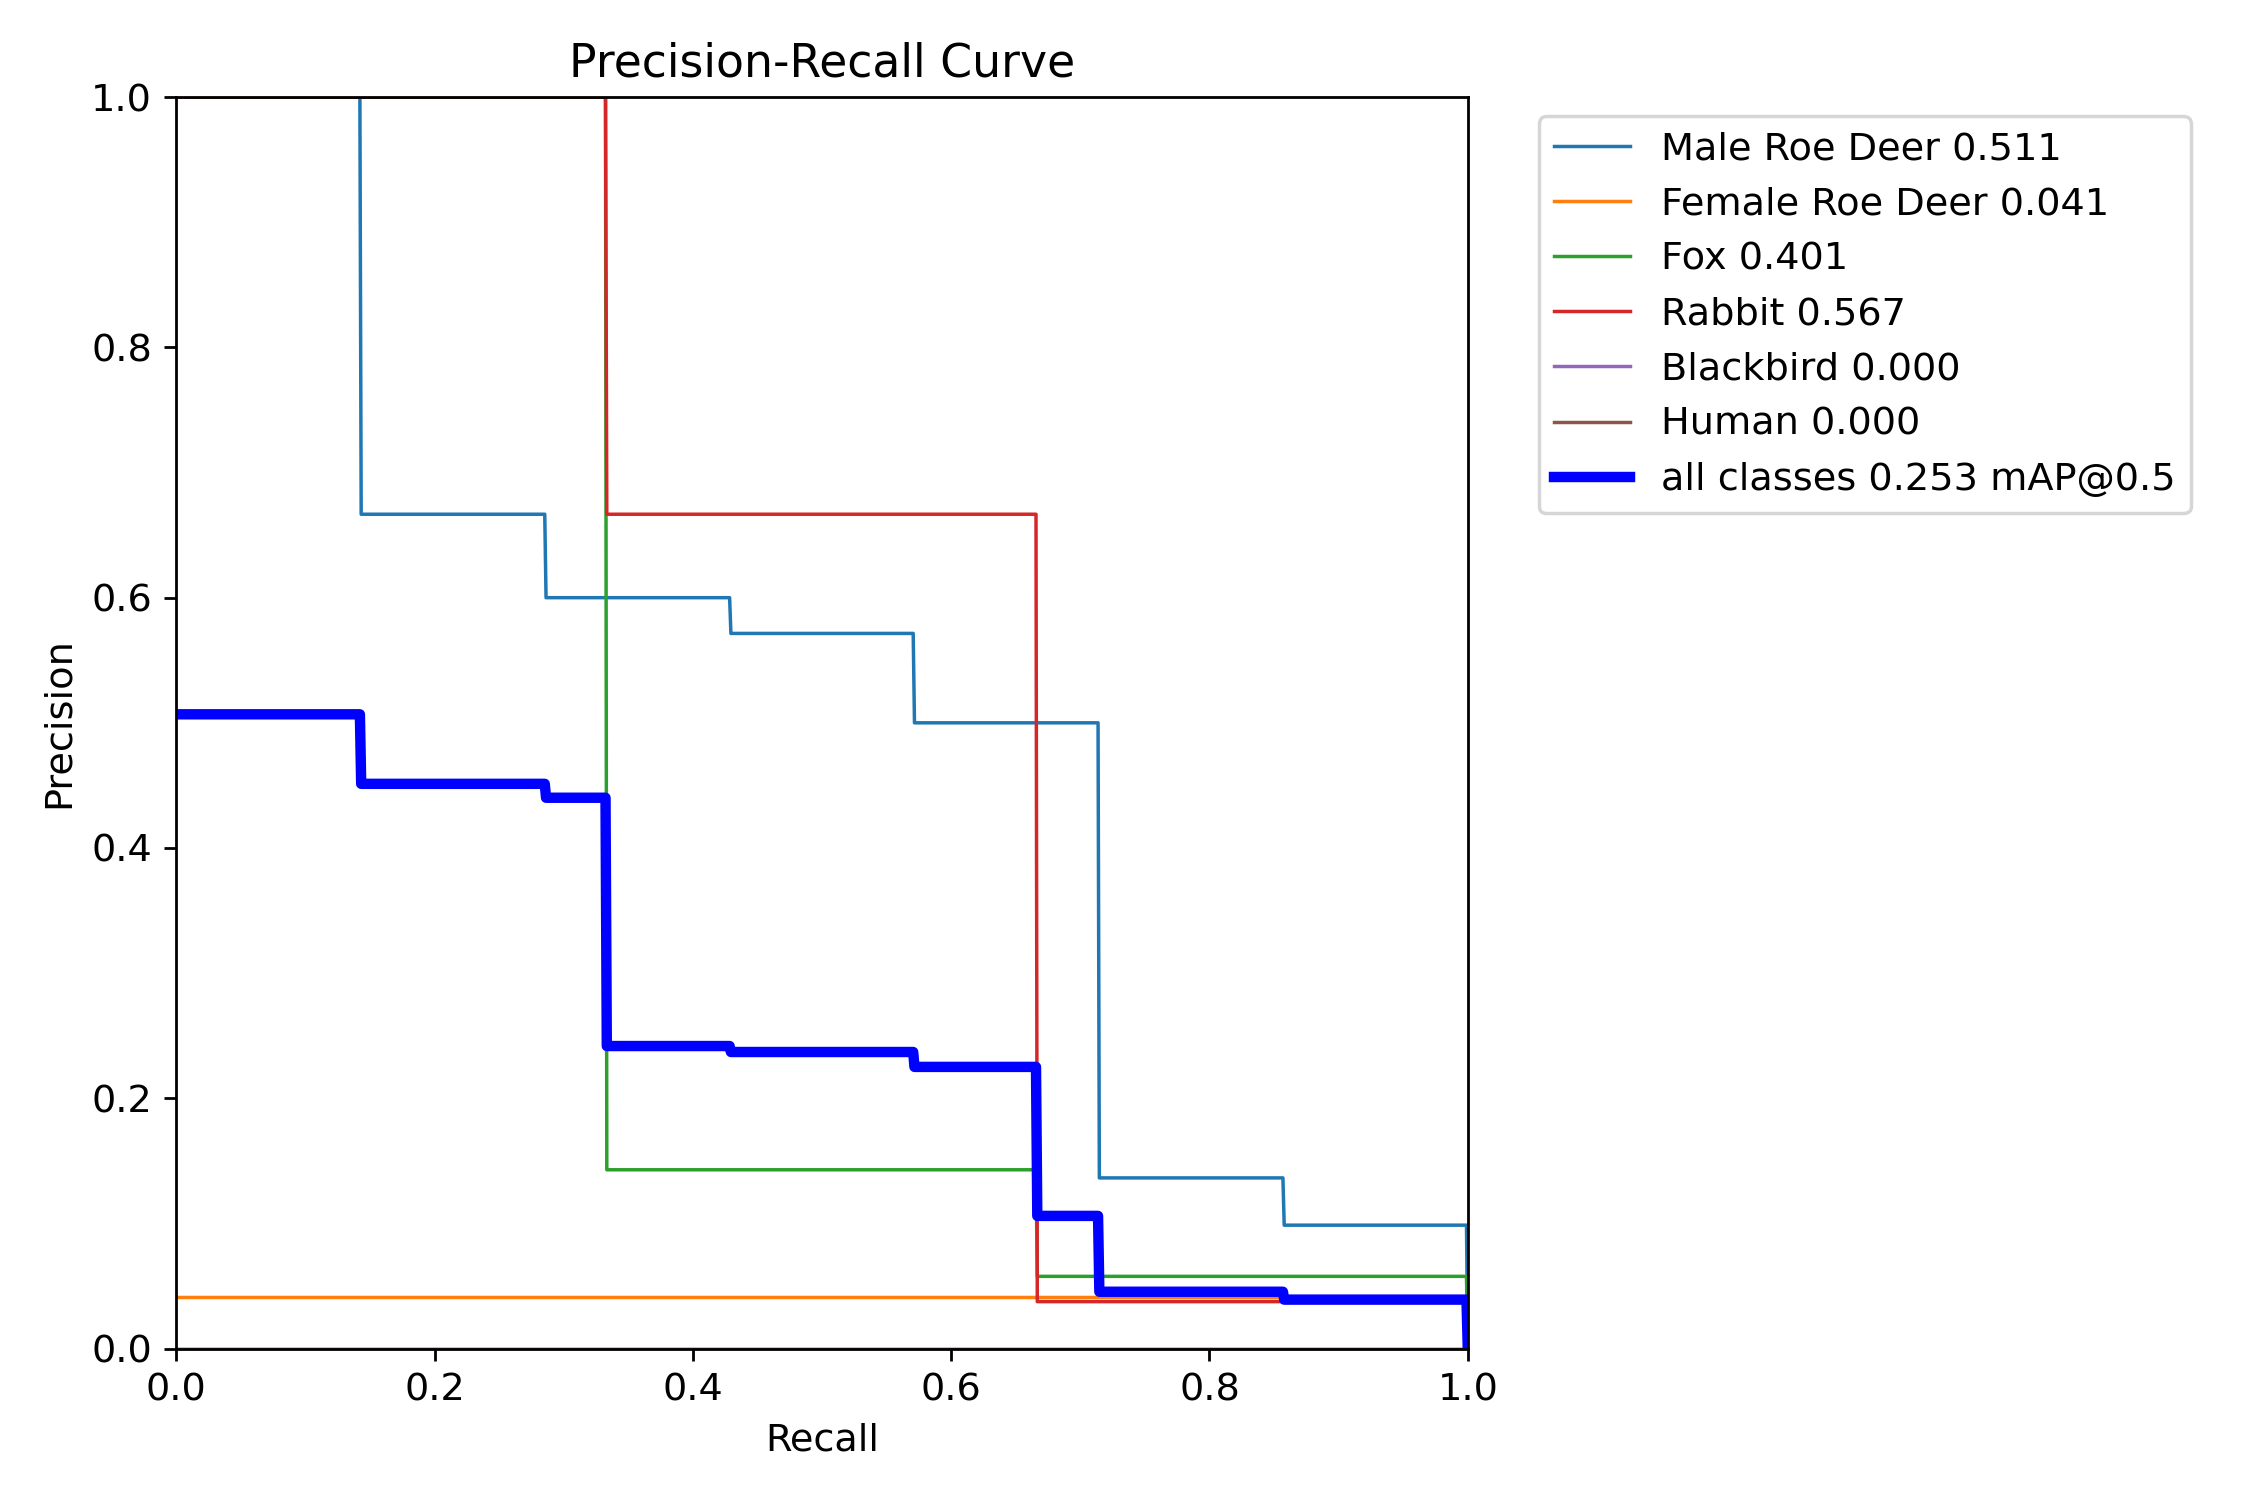 Precision-Recall Curve
1.0
0.8
0.6
0.4
0.2
0.0
Precision
0.0 0.2 0.4 0.6 0.8 1.0
Recall
Male Roe Deer 0.511
Female Roe Deer 0.041
Fox 0.401
Rabbit 0.567
Blackbird 0.000
Human 0.000
all classes 0.253 mAP@0.5